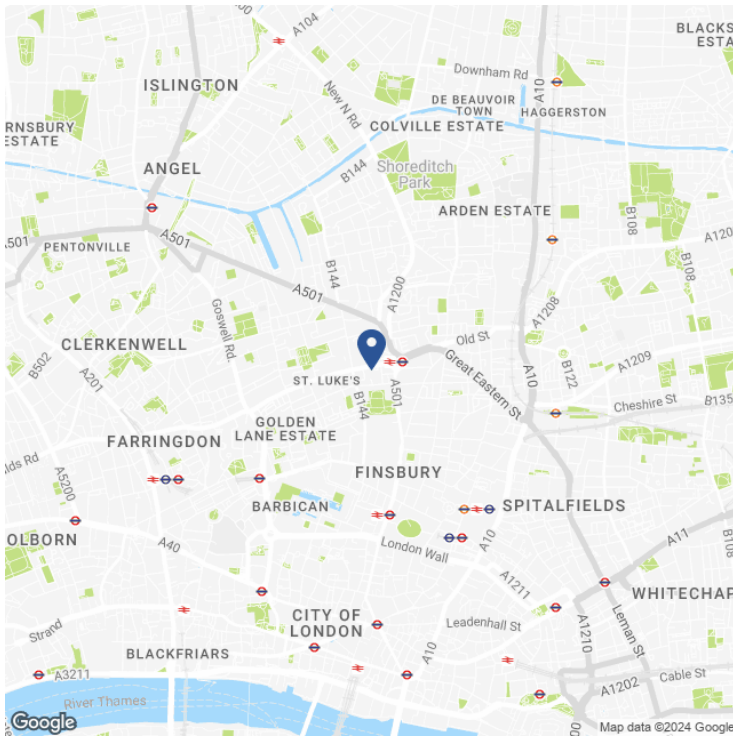 A104
BLACKS
ESTA
ISLINGTON
Downham Rd
A10
New N Rd
DE BEAUVOIR
TOWN
HAGGERSTON
RNSBURY
ESTATE
COLVILLE ESTATE
ANGEL
B144
Shoreditch
Park
ARDEN ESTATE
B108
A501
A120
PENTONVILLE
A501
B144
A1200
B108
A501
Goswell Rd.
A1208
Old St
CLERKENWELL
B502
A201
ST. LUKE'S
B144
A501
Great Eastern St
A10
B122
A1209
Cheshire St
B135
GOLDEN
LANE ESTATE
FARRINGDON
lds Rd
A5200
FINSBURY
BARBICAN
SPITALFIELDS
OLBORN
A40
London Wall
A10
A11
B108
A1211
WHITECHAP
CITY OF
LONDON
Leadenhall St
Leman St
A1210
Strand
BLACKFRIARS
A10
A3211
Cable St
A1202
River Thames
00
Google
Map data ©2024 Google